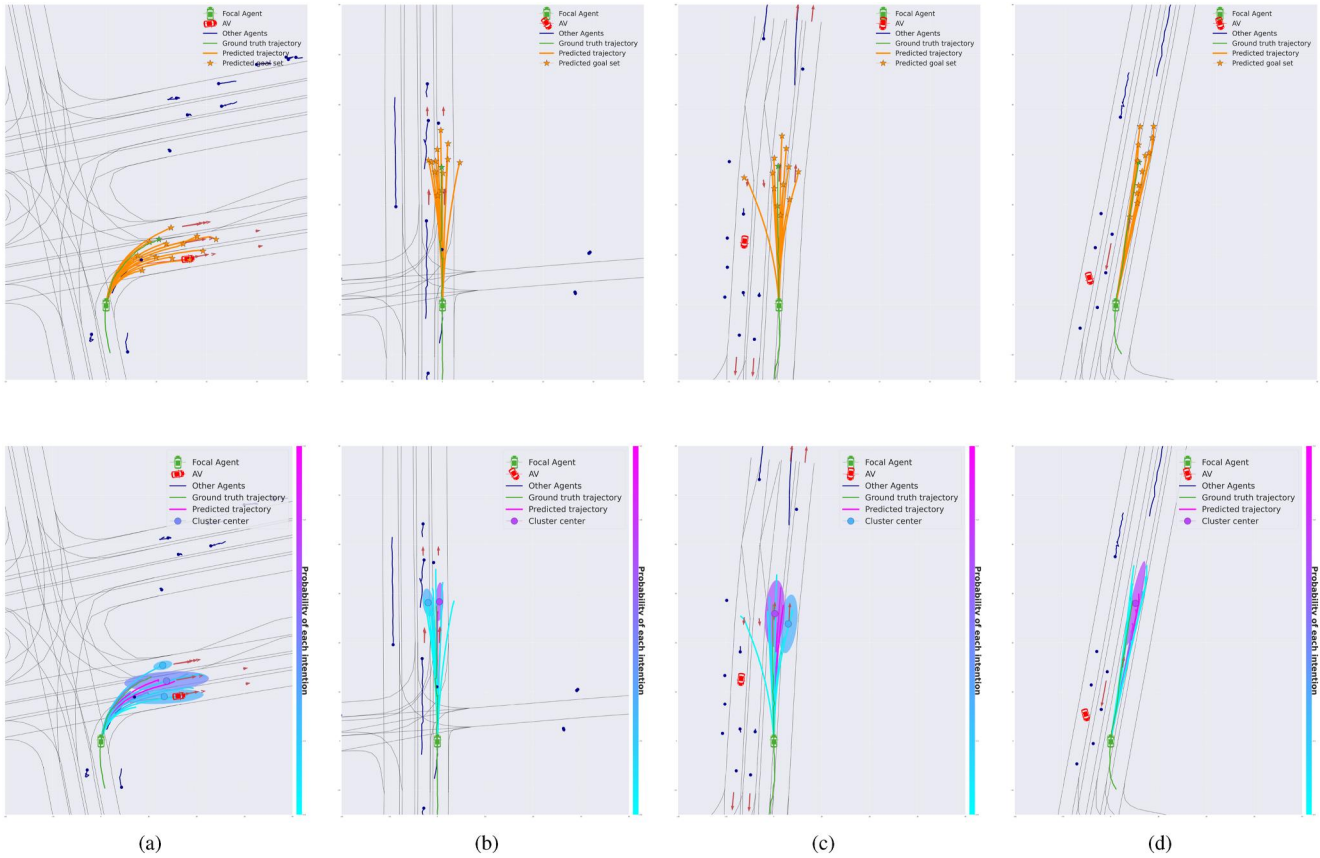 Focal Agent
AV
Other Agents
Ground truth trajectory
Predicted trajectory
Predicted goal set
Focal Agent
AV
Other Agents
Ground truth trajectory
Predicted trajectory
Predicted goal set
Focal Agent
AV
Other Agents
Ground truth trajectory
Predicted trajectory
Predicted goal set
Focal Agent
AV
Other Agents
Ground truth trajectory
Predicted trajectory
Predicted goal set
Focal Agent
AV
Other Agents
Ground truth trajectory
Predicted trajectory
Cluster center
Probability of each intention
Focal Agent
AV
Other Agents
Ground truth trajectory
Predicted trajectory
Cluster center
Probability of each intention
Focal Agent
AV
Other Agents
Ground truth trajectory
Predicted trajectory
Cluster center
Probability of each intention
Focal Agent
AV
Other Agents
Ground truth trajectory
Predicted trajectory
Cluster center
Probability of each intention
(a)
(b)
(c)
(d)